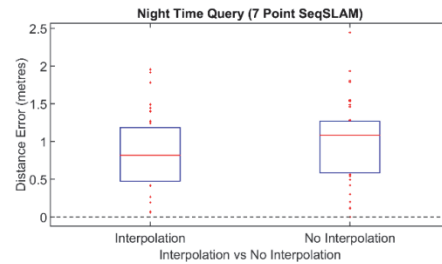 Night Time Query (7 Point SeqSLAM)
2.5
2
1.5
1
0.5
0
Distance Error (metres)
Interpolation
No Interpolation
Interpolation vs No Interpolation